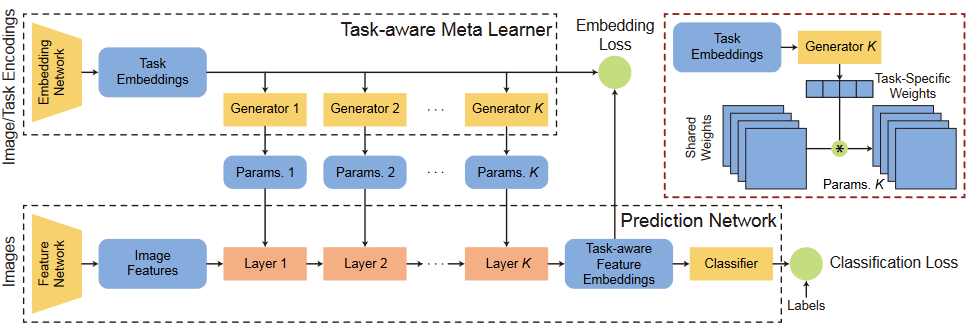 Image/Task Encodings
Embedding
Network
Task
Embeddings
Task-aware Meta Learner
Embedding
Loss
Generator 1
Generator 2
. . .
Generator K
Params. 1
Params. 2
. . .
Params. K
Images
Feature
Network
Image
Features
Layer 1
Layer 2
Layer K
Prediction Network
Task-aware
Feature
Embeddings
Classifier
Classification Loss
Labels
Task
Embeddings
Generator K
Task-Specific
Weights
Shared
Weights
*
Params. K